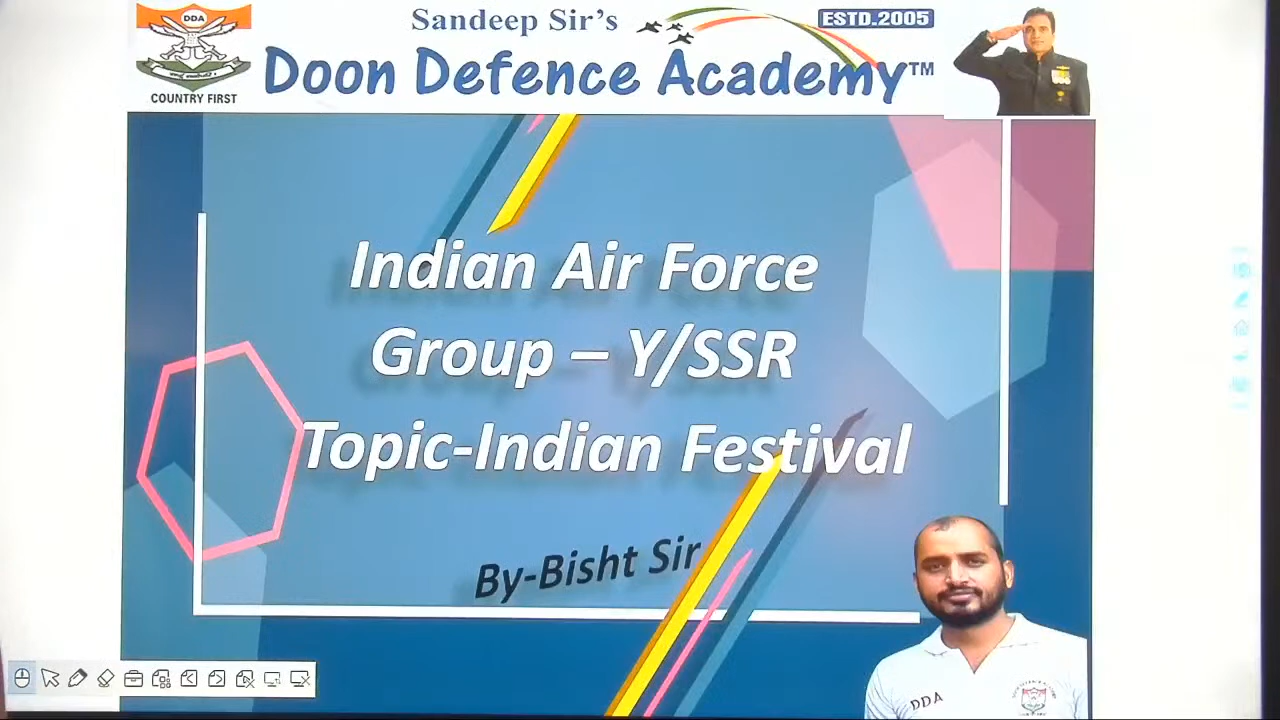 DDA
COUNTRY FIRST
Sandeep Sir's
ESTD.2005
Doon Defence Academy™
Indian Air Force
Group – Y/SSR
Topic-Indian Festival
By-Bisht Sir
DDA